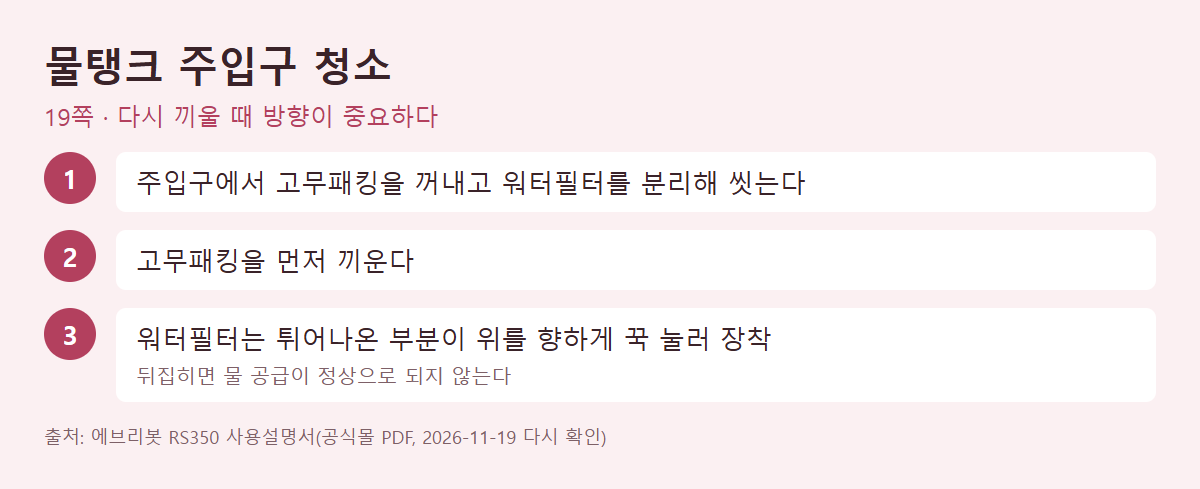 물탱크 주입구 청소
19쪽 · 다시 끼울 때 방향이 중요하다
1
주입구에서 고무패킹을 꺼내고 워터필터를 분리해 씻는다
2
고무패킹을 먼저 끼운다
3
워터필터는 튀어나온 부분이 위를 향하게 꾹 눌러 장착
뒤집히면 물 공급이 정상으로 되지 않는다
출처: 에브리봇 RS350 사용설명서(공식몰 PDF, 2026-11-19 다시 확인)